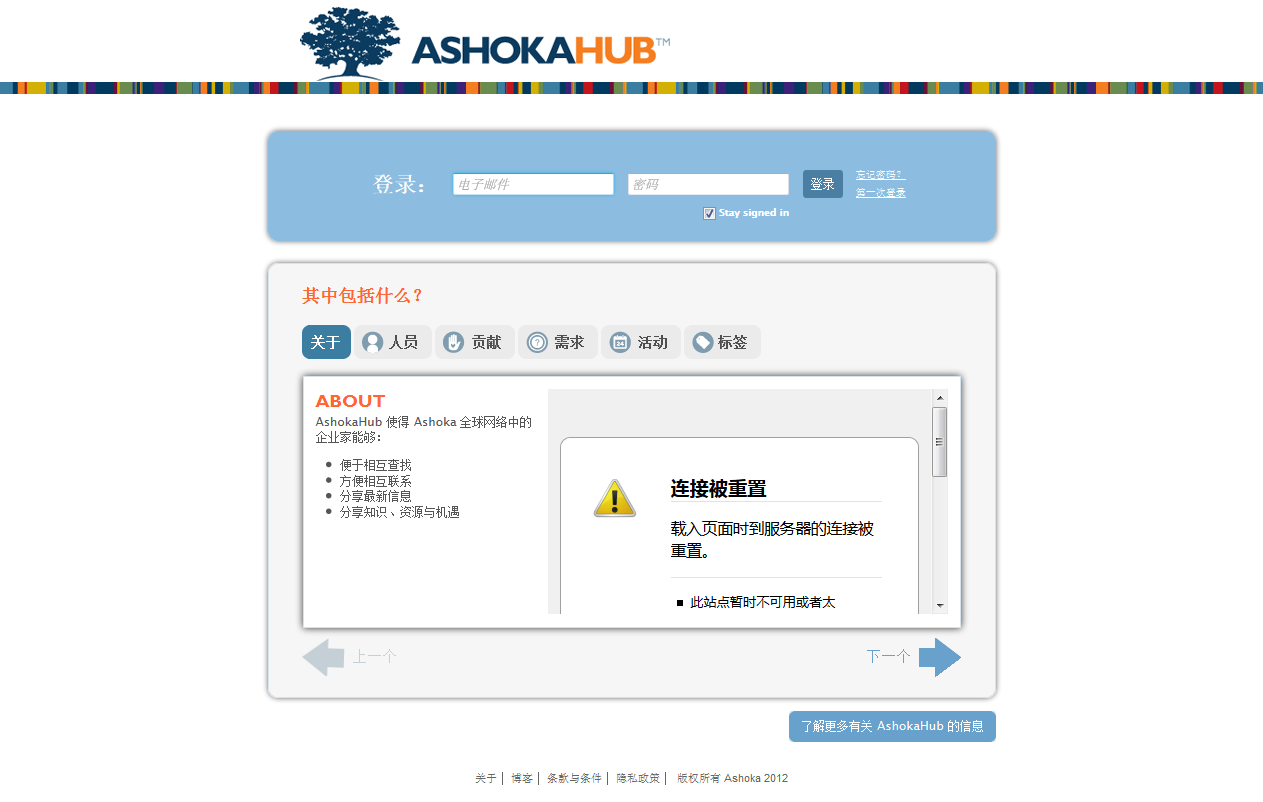 ASHOKAHUB™
登录：
电子邮件
密码
登录
忘记密码？
第一次登录
Stay signed in
其中包括什么？
关于
人员
贡献
需求
24
活动
标签
ABOUT
AshokaHub 使得 Ashoka 全球网络中的
企业家能够：
便于相互查找
方便相互联系
分享最新信息
分享知识、资源与机遇
连接被重置
载入页面时到服务器的连接被
重置。
此站点暂时不可用或者太
上一个
下一个
了解更多有关 AshokaHub 的信息
关于 | 博客 | 条款与条件 | 隐私政策 | 版权所有 Ashoka 2012